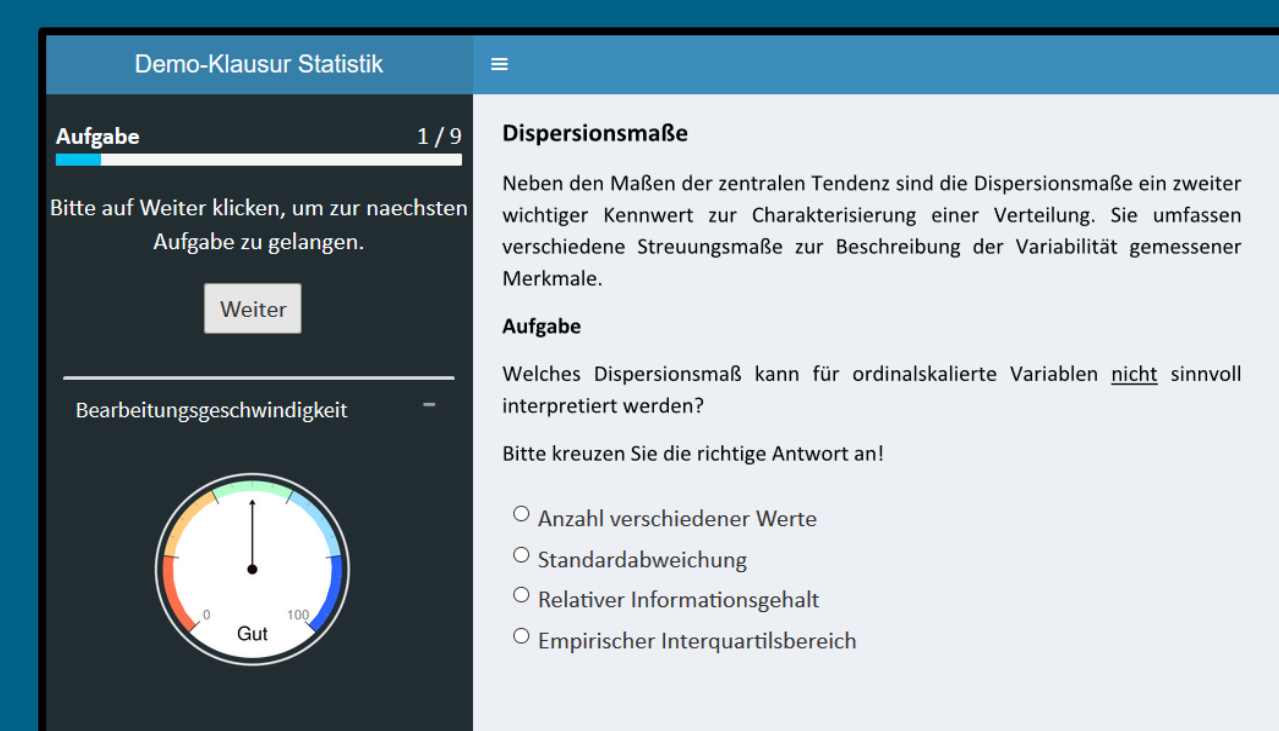 Demo-Klausur Statistik
Aufgabe 1 / 9
Bitte auf Weiter klicken, um zur naechsten
Aufgabe zu gelangen.
Weiter
Bearbeitungsgeschwindigkeit
0 100
Gut
Dispersionsmaße
Neben den Maßen der zentralen Tendenz sind die Dispersionsmaße ein zweiter
wichtiger Kennwert zur Charakterisierung einer Verteilung. Sie umfassen
verschiedene Streuungsmaße zur Beschreibung der Variabilität gemessener
Merkmale.
Aufgabe
Welches Dispersionsmaß kann für ordinalskalierte Variablen nicht sinnvoll
interpretiert werden?
Bitte kreuzen Sie die richtige Antwort an!
Anzahl verschiedener Werte
Standardabweichung
Relativer Informationsgehalt
Empirischer Interquartilsbereich